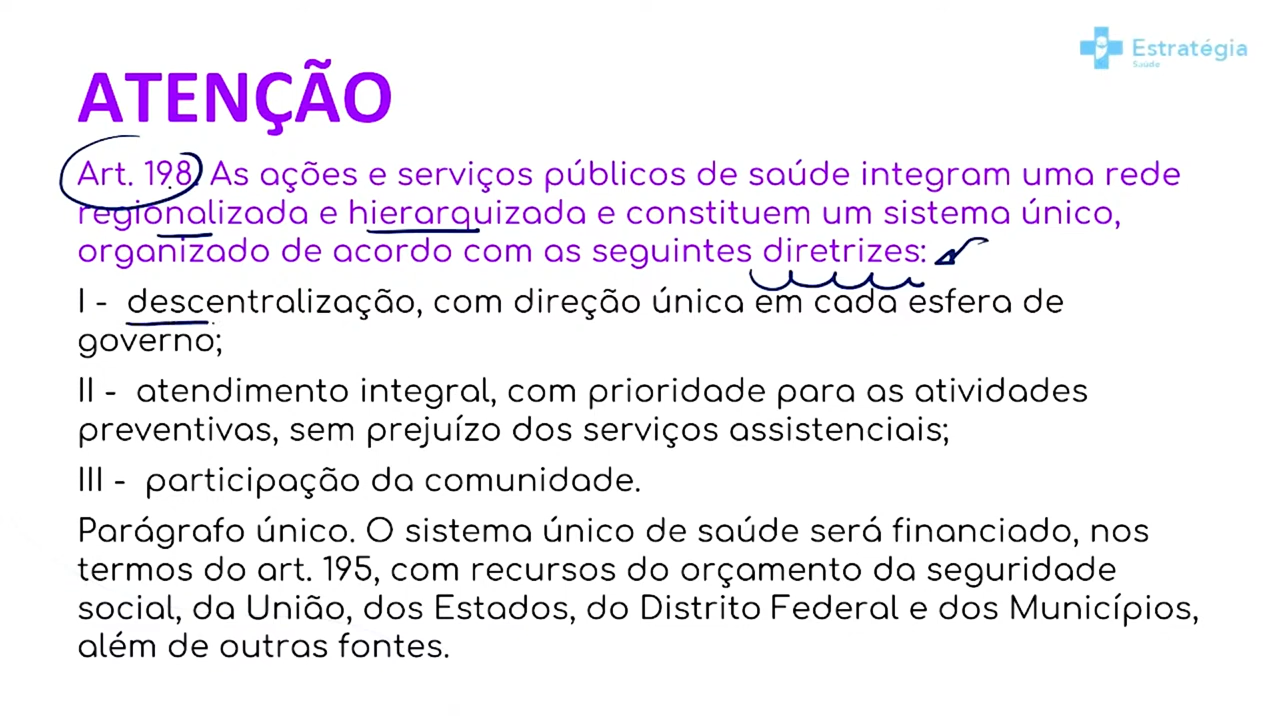 Estratégia
Saúde
ATENÇÃO
Art. 198. As ações e serviços públicos de saúde integram uma rede
regionalizada e hierarquizada e constituem um sistema único,
organizado de acordo com as seguintes diretrizes:
I - descentralização, com direção única em cada esfera de
governo;
II - atendimento integral, com prioridade para as atividades
preventivas, sem prejuízo dos serviços assistenciais;
III - participação da comunidade.
Parágrafo único. O sistema único de saúde será financiado, nos
termos do art. 195, com recursos do orçamento da seguridade
social, da União, dos Estados, do Distrito Federal e dos Municípios,
além de outras fontes.